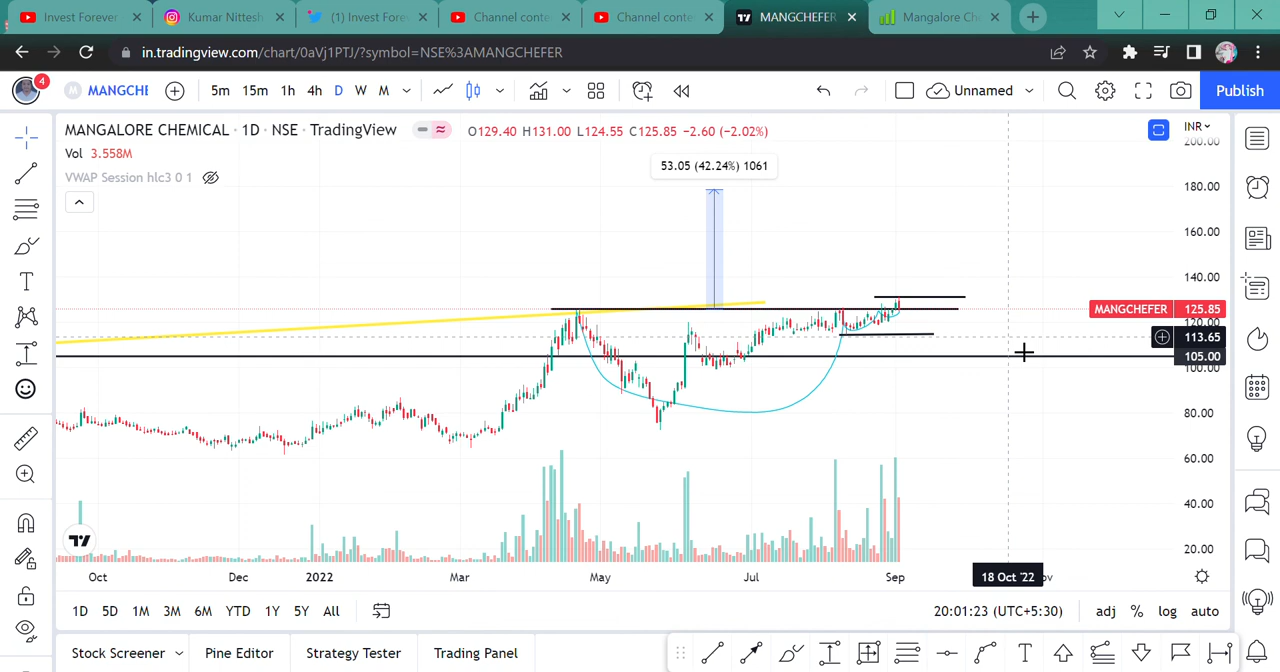 Invest Forever
Kumar Nittesh
(1) Invest Fore
Channel conte
Channel conte
MANGCHEFER
Mangalore Ch
in.tradingview.com/chart/0aVj1PTJ/?symbol=NSE%3AMANGCHEFER
4
M MANGCHE
5m 15m 1h 4h D W M
Unnamed
Publish
MANGALORE CHEMICAL · 1D · NSE · TradingView
O129.40 H131.00 L124.55 C125.85 −2.60 (−2.02%)
INR
Vol 3.558M
VWAP Session hlc3 0 1
53.05 (42.24%) 1061
200.00
180.00
160.00
140.00
MANGCHEFER 125.85
120.00
113.65
105.00
100.00
80.00
60.00
40.00
20.00
Oct Dec 2022 Mar May Jul Sep 18 Oct '22 ov
1D 5D 1M 3M 6M YTD 1Y 5Y All
20:01:23 (UTC+5:30) adj % log auto
Stock Screener Pine Editor Strategy Tester Trading Panel
T